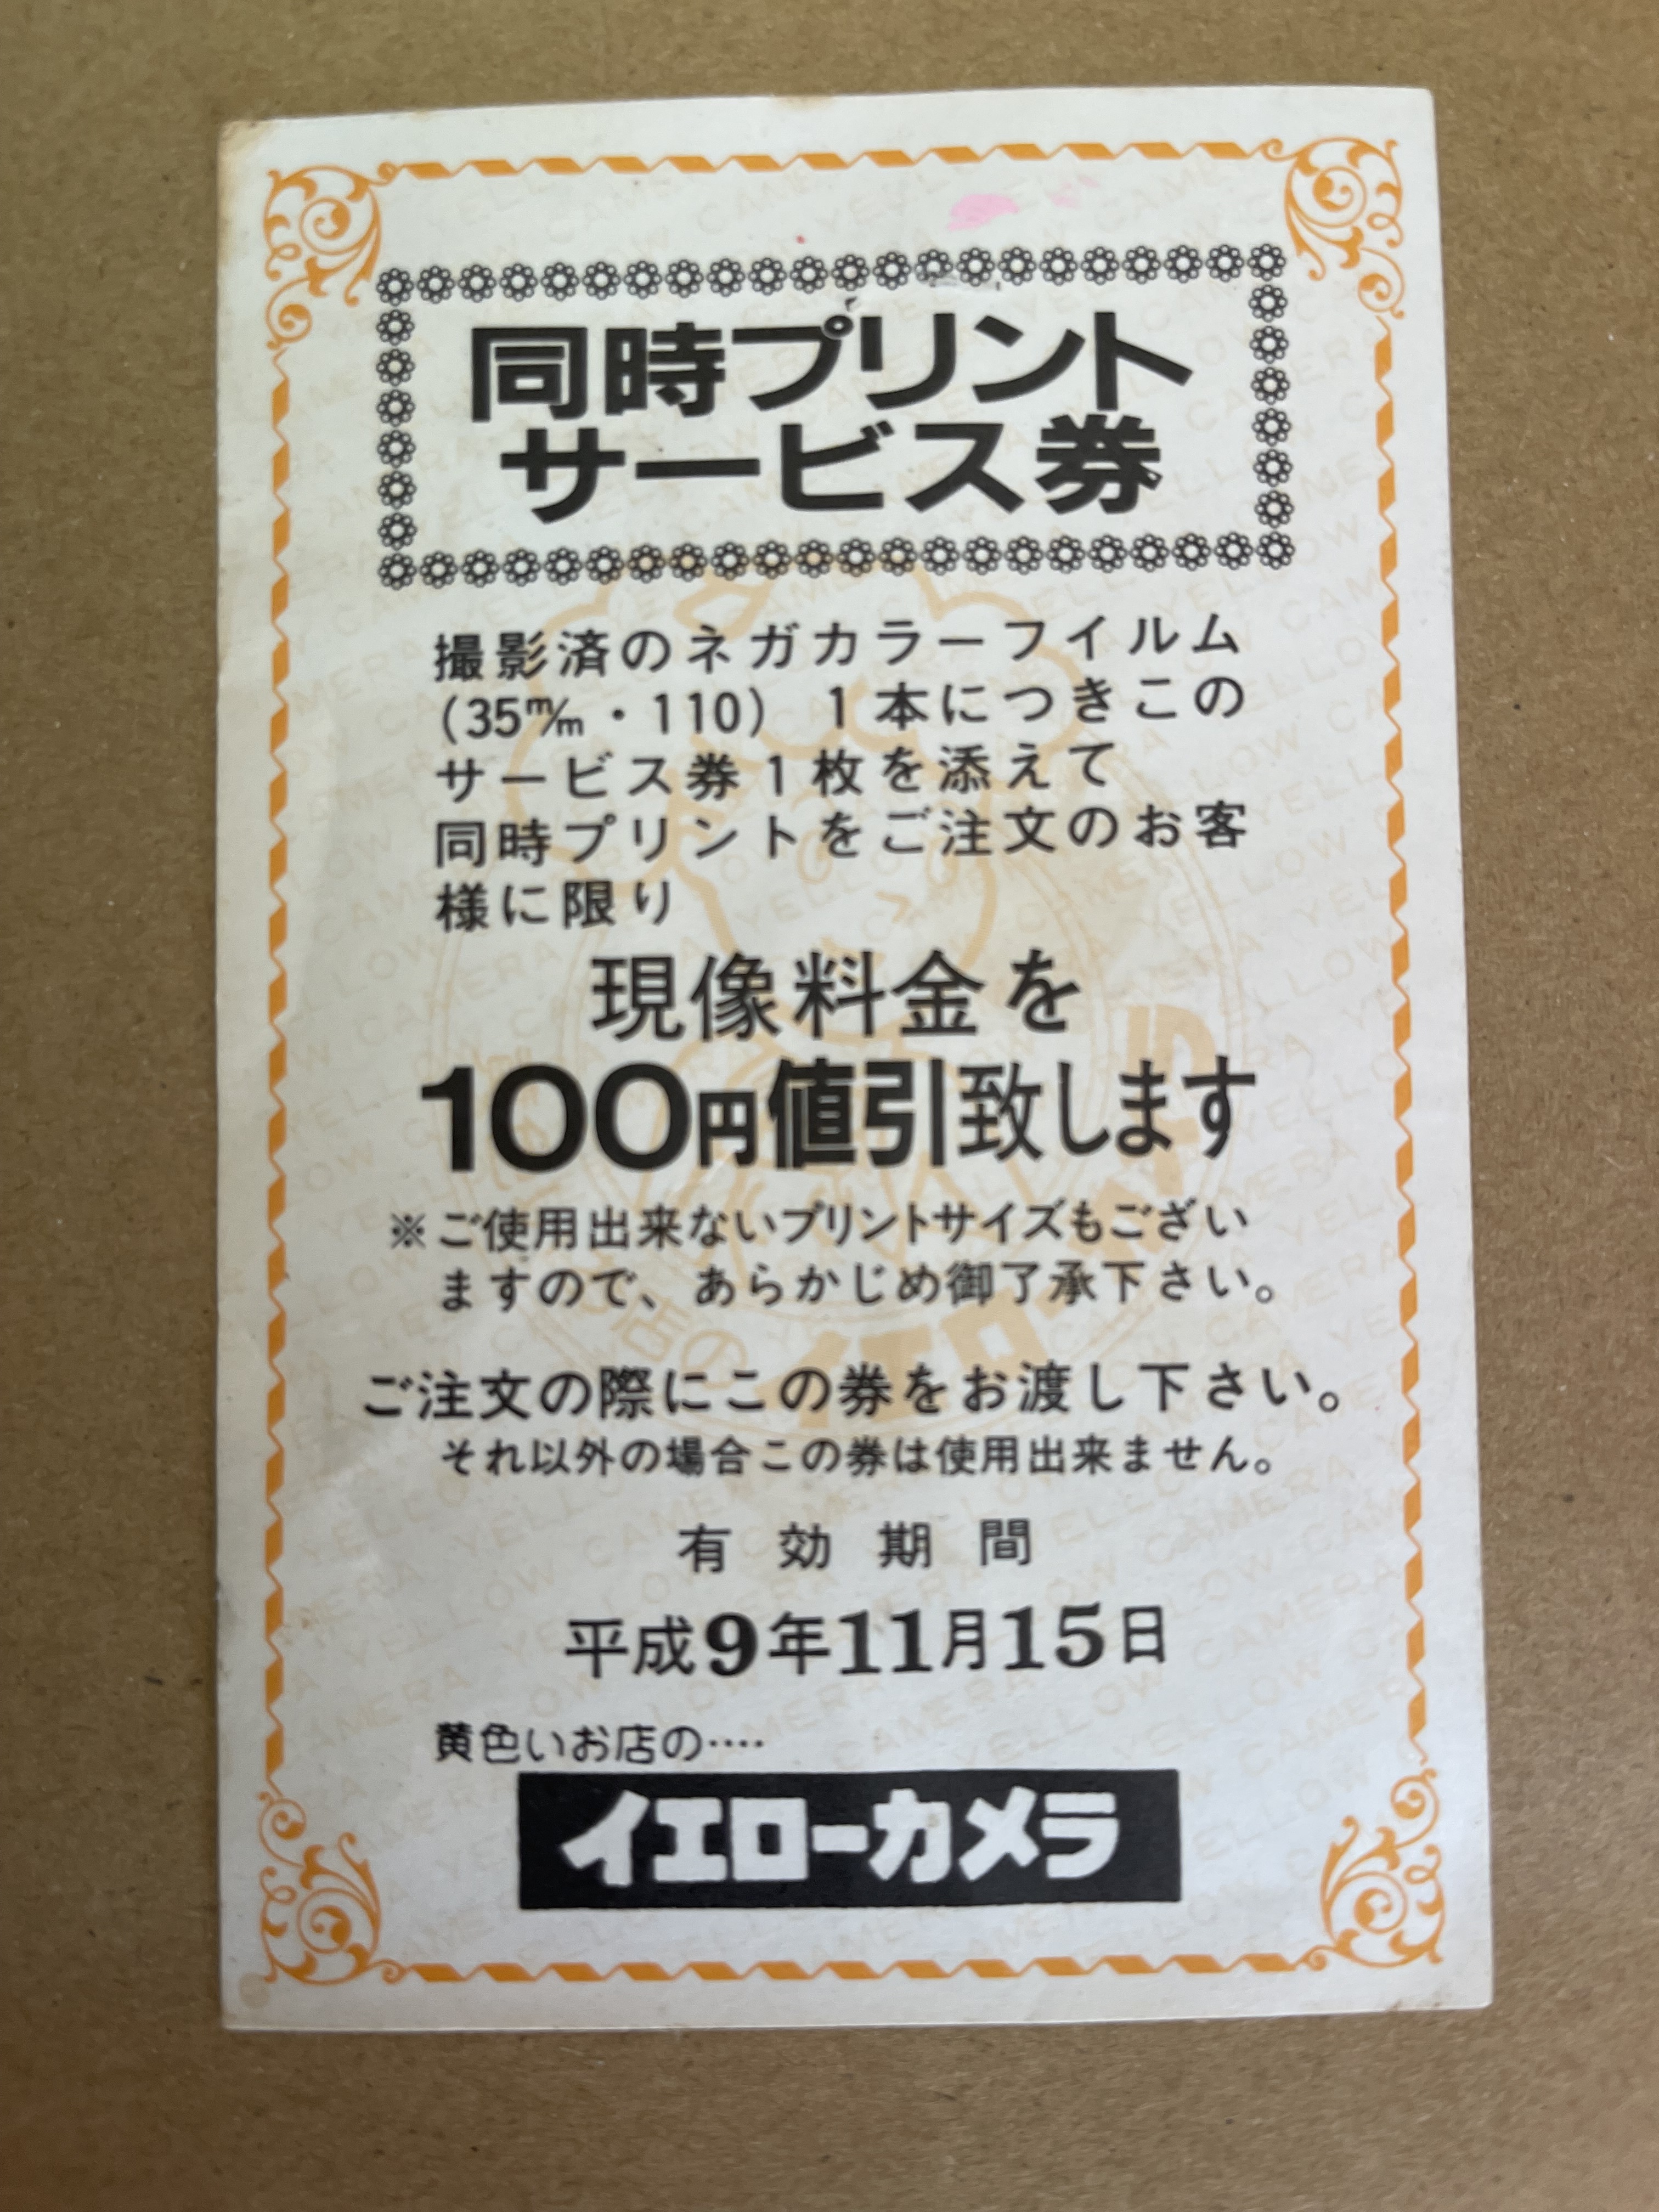 同時プリント
サービス券
撮影済のネガカラーフイルム
(35m/m・110) 1本につきこの
サービス券1枚を添えて
同時プリントをご注文のお客
様に限り
現像料金を
100円値引致します
※ご使用出来ないプリントサイズもござい
ますので、あらかじめ御了承下さい。
ご注文の際にこの券をお渡し下さい。
それ以外の場合この券は使用出来ません。
有効期間
平成9年11月15日
黄色いお店の‥‥
イエローカメラ